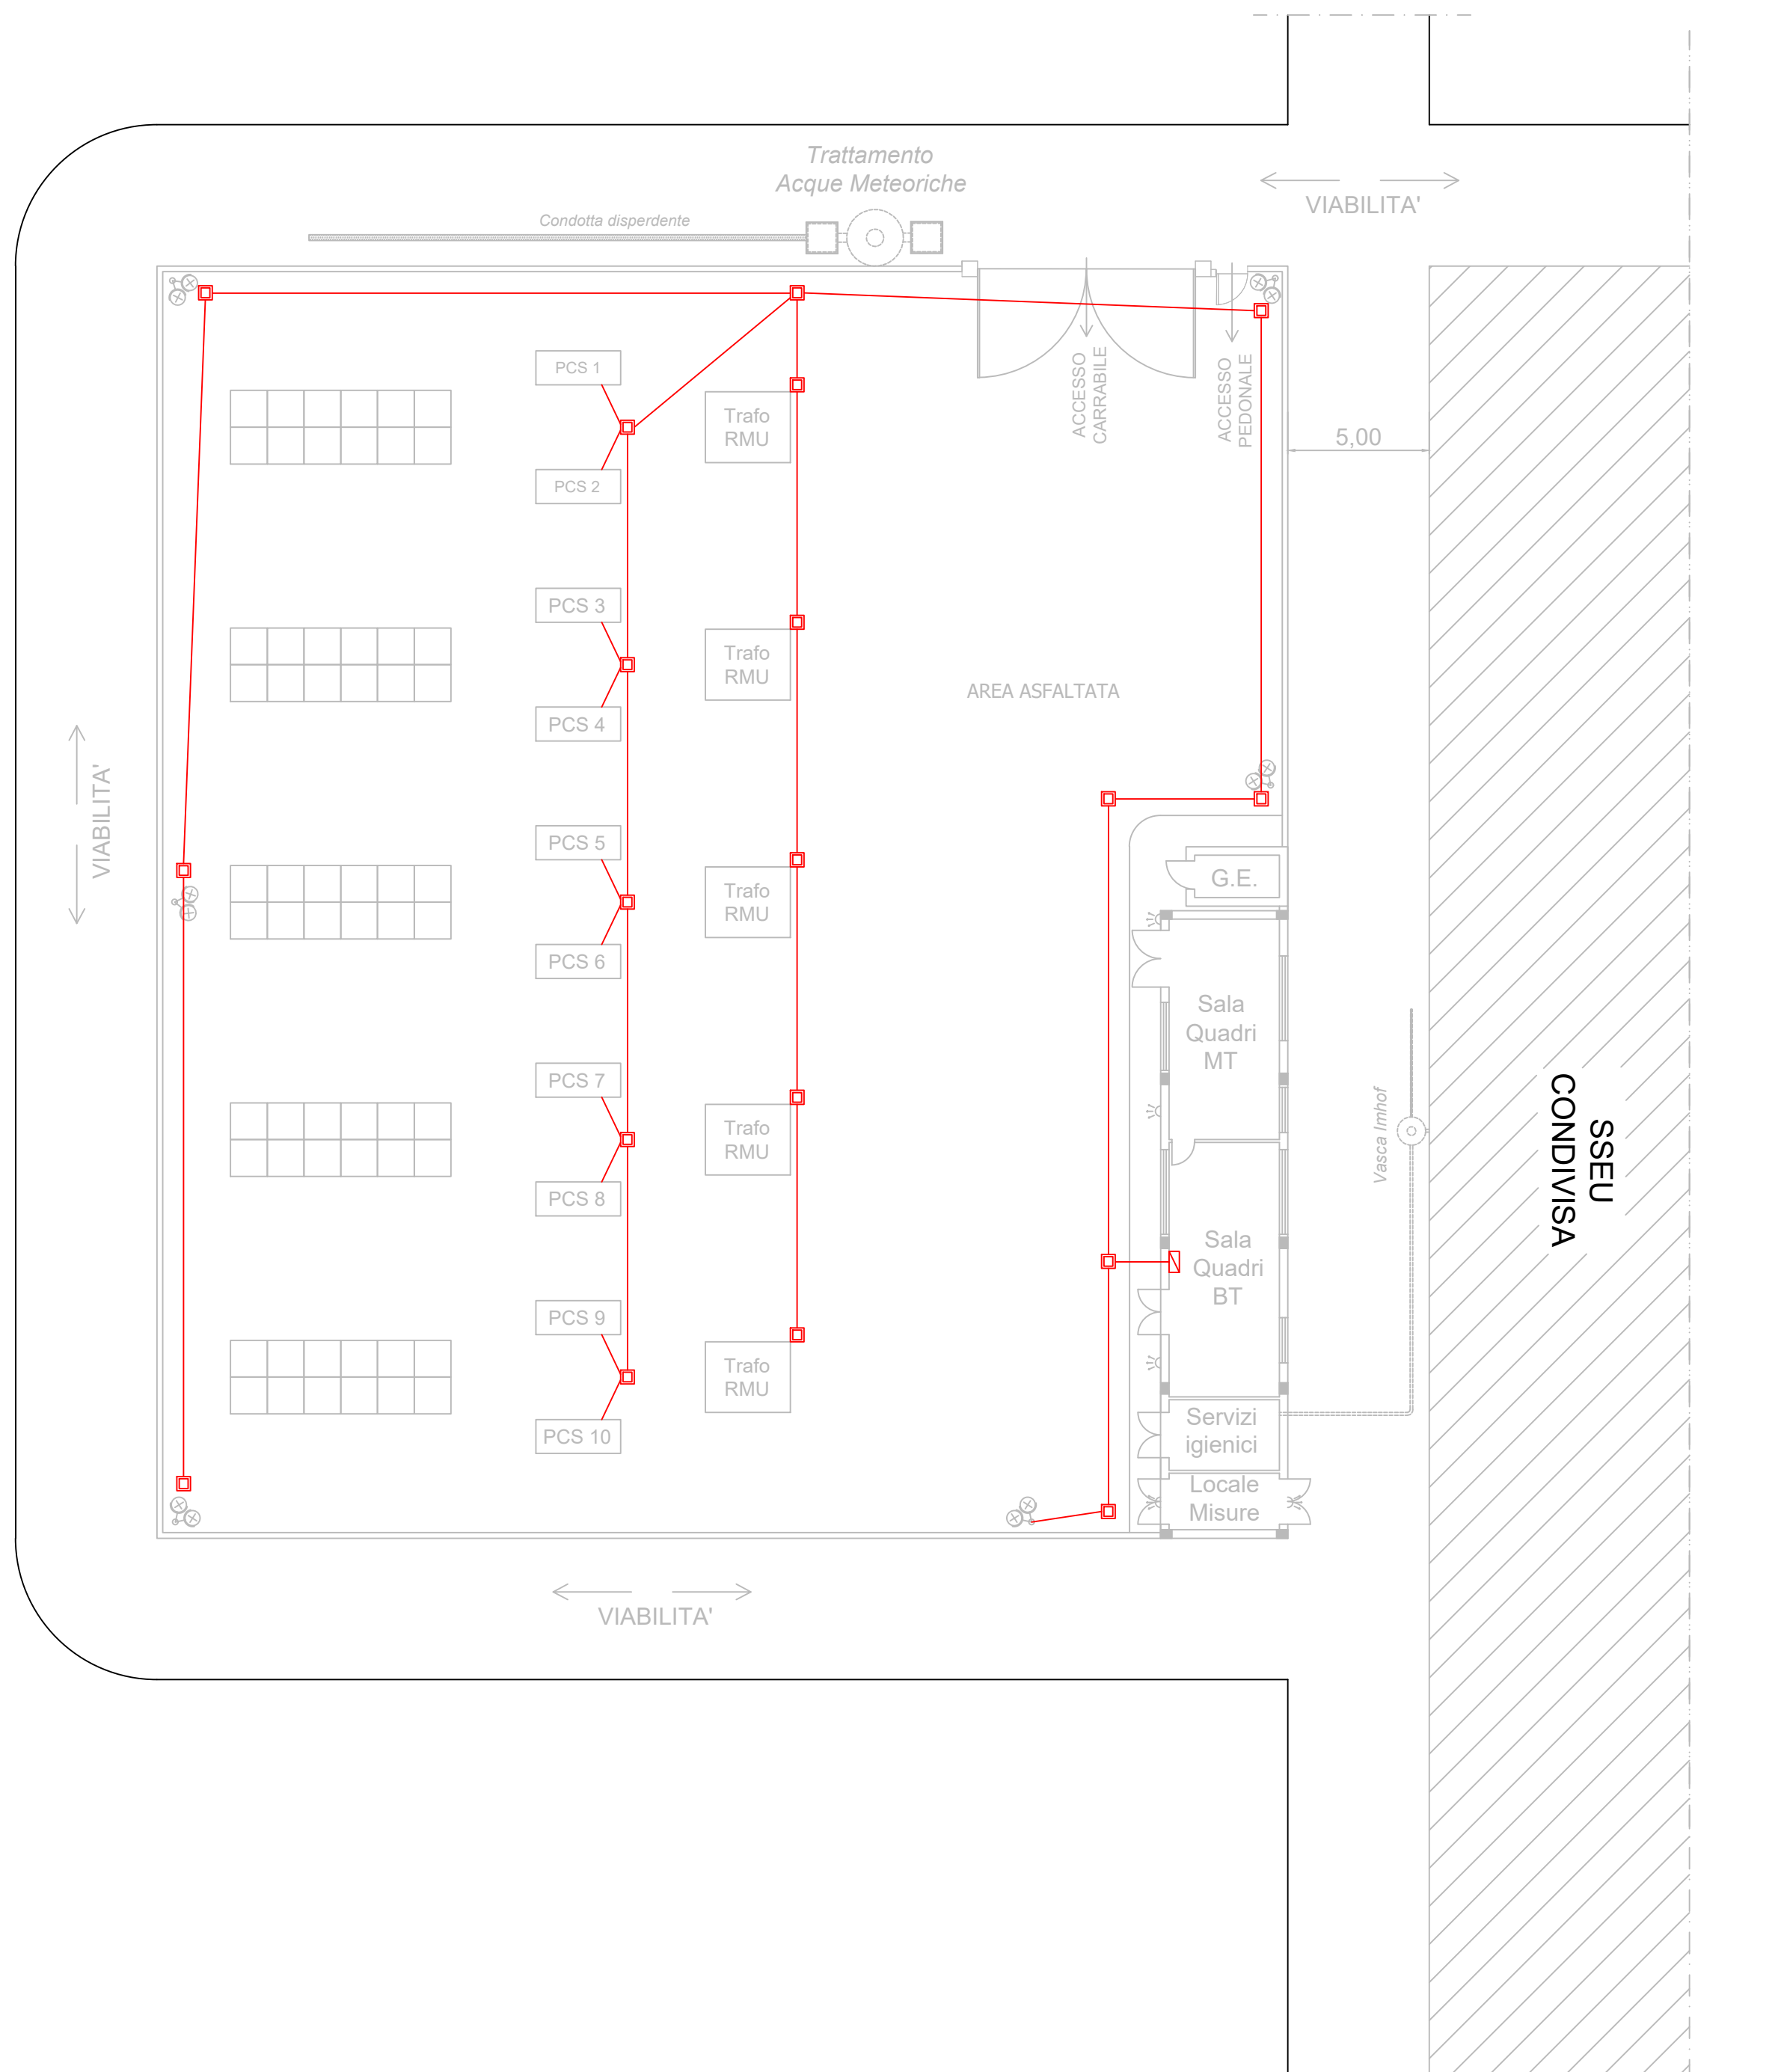 Trattamento
Acque Meteoriche
VIABILITA'
Condotta disperdente
PCS 1
ACCESSO
CARRABILE
ACCESSO
PEDONALE
Trafo
RMU
5,00
PCS 2
PCS 3
Trafo
RMU
AREA ASFALTATA
PCS 4
VIABILITA'
PCS 5
G.E.
Trafo
RMU
PCS 6
Sala
Quadri
MT
PCS 7
Vasca Imhof
SSEU
CONDIVISA
Trafo
RMU
PCS 8
Sala
Quadri
BT
PCS 9
Trafo
RMU
PCS 10
Servizi
igienici
Locale
Misure
VIABILITA'